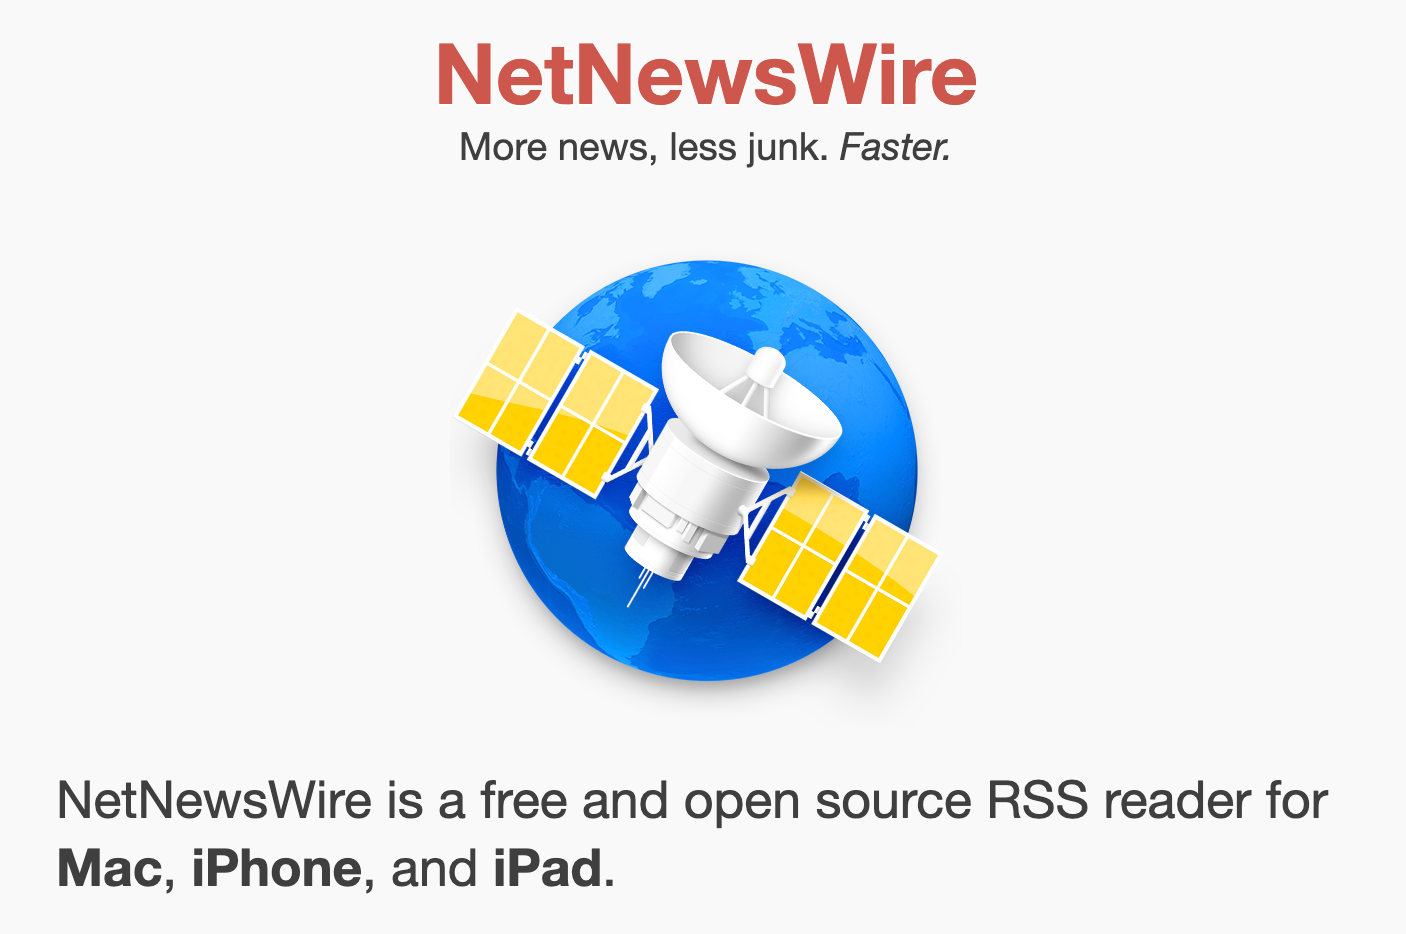 NetNewsWire
More news, less junk. Faster.
NetNewsWire is a free and open source RSS reader for
Mac, iPhone, and iPad.